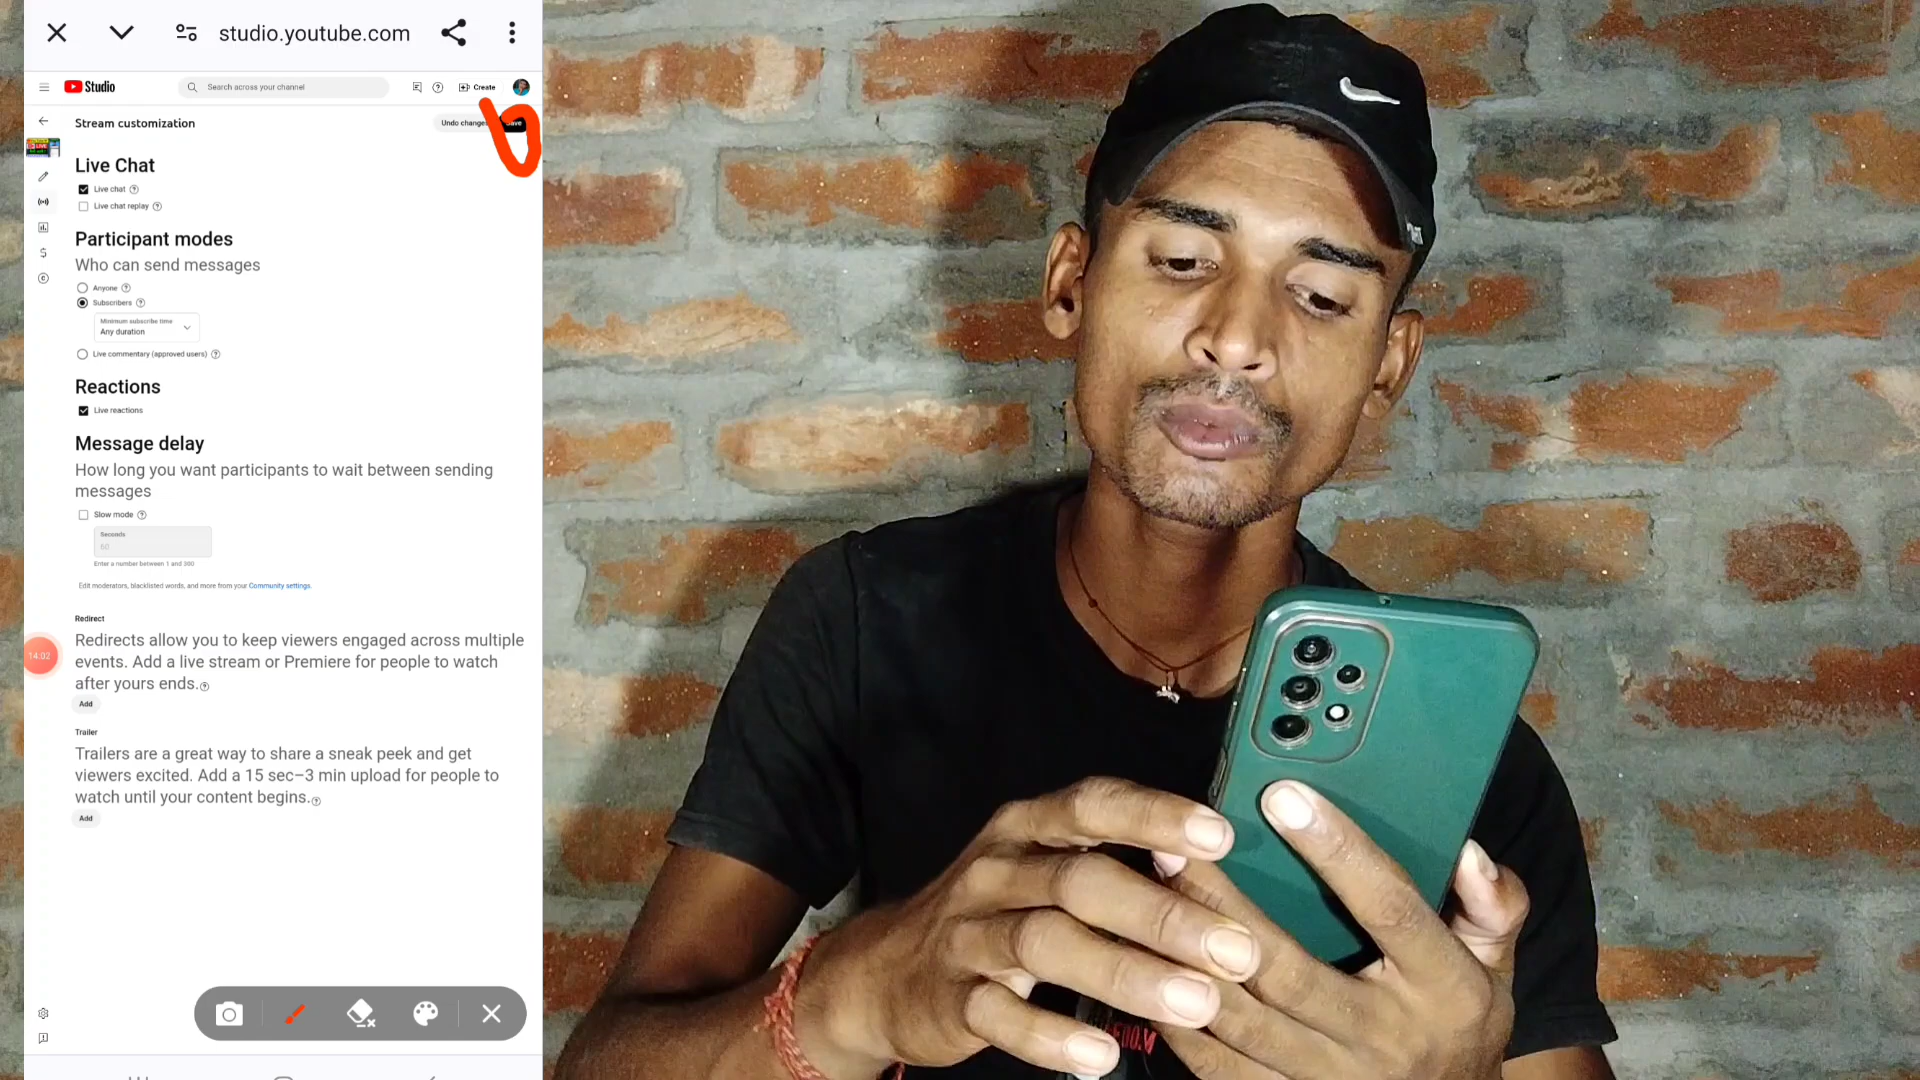 studio.youtube.com
Studio
Search across your channel
Create
Stream customization
Undo changes
Save
LIVE
Live Chat
Live chat
Live chat replay
Participant modes
Who can send messages
Anyone
Subscribers
Minimum subscribe time
Any duration
Live commentary (approved users)
Reactions
Live reactions
Message delay
How long you want participants to wait between sending
messages
Slow mode
Seconds
60
Enter a number between 1 and 300
Edit moderators, blacklisted words, and more from your Community settings.
Redirect
Redirects allow you to keep viewers engaged across multiple
events. Add a live stream or Premiere for people to watch
after yours ends.
14:02
Add
Trailer
Trailers are a great way to share a sneak peek and get
viewers excited. Add a 15 sec–3 min upload for people to
watch until your content begins.
Add